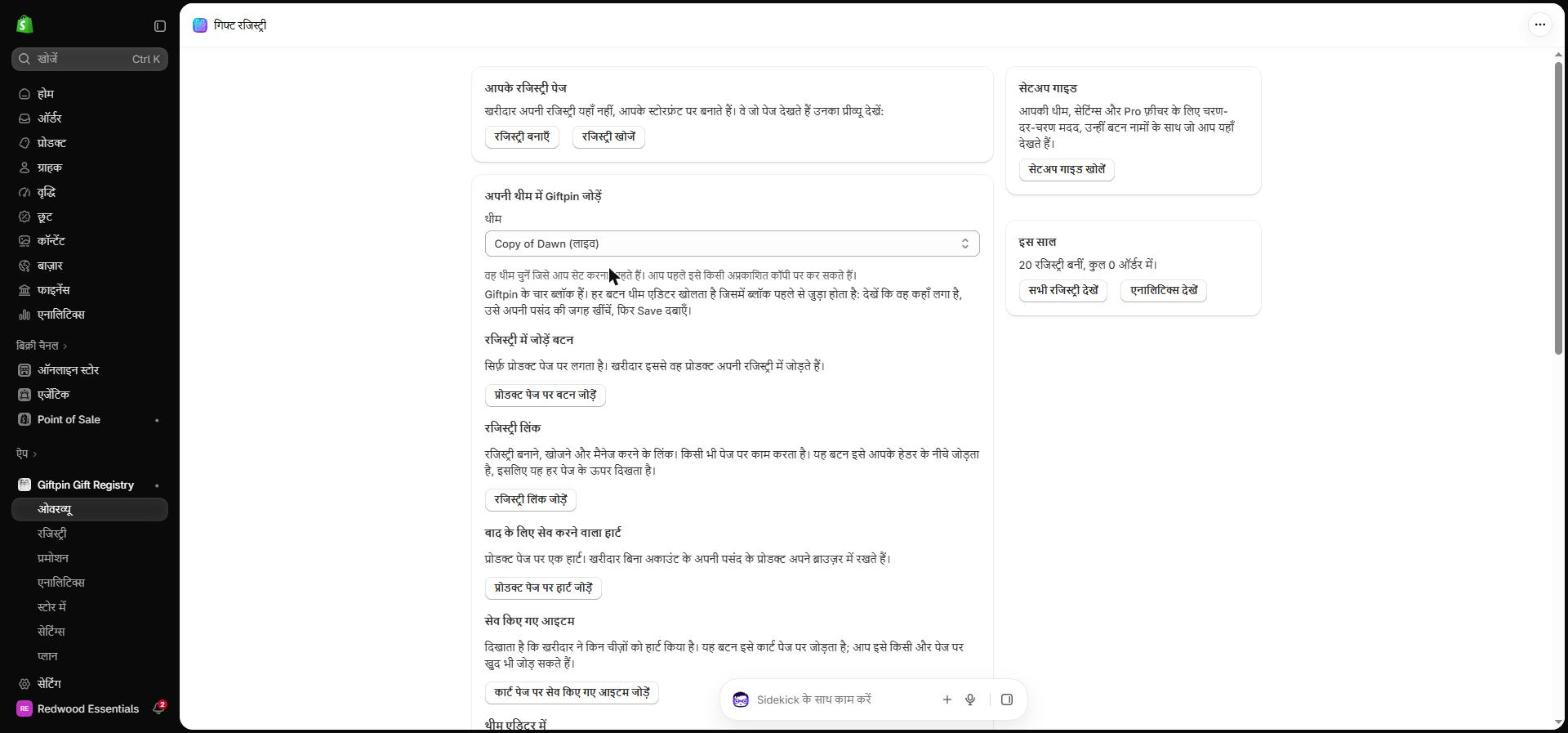 खोजें
Ctrl K
होम
ऑर्डर
प्रोडक्ट
ग्राहक
वृद्धि
छूट
कॉन्टेंट
बाज़ार
फाइनेंस
एनालिटिक्स
बिक्री चैनल
ऑनलाइन स्टोर
एजेंटिक
Point of Sale
ऐप
Giftpin Gift Registry
ओवरव्यू
रजिस्ट्री
प्रमोशन
एनालिटिक्स
स्टोर में
सेटिंग्स
प्लान
सेटिंग
RE
Redwood Essentials
2
गिफ्ट रजिस्ट्री
आपके रजिस्ट्री पेज
खरीदार अपनी रजिस्ट्री यहाँ नहीं, आपके स्टोरफ़्रंट पर बनाते हैं। वे जो पेज देखते हैं उनका प्रीव्यू देखें:
रजिस्ट्री बनाएँ
रजिस्ट्री खोजें
अपनी थीम में Giftpin जोड़ें
थीम
Copy of Dawn (लाइव)
वह थीम चुनें जिसे आप सेट करना हते हैं। आप पहले इसे किसी अप्रकाशित कॉपी पर कर सकते हैं।
Giftpin के चार ब्लॉक हैं। हर बटन थीम एडिटर खोलता है जिसमें ब्लॉक पहले से जुड़ा होता है: देखें कि वह कहाँ लगा है,
उसे अपनी पसंद की जगह खींचें, फिर Save दबाएँ।
रजिस्ट्री में जोड़ें बटन
सिर्फ़ प्रोडक्ट पेज पर लगता है। खरीदार इससे वह प्रोडक्ट अपनी रजिस्ट्री में जोड़ते हैं।
प्रोडक्ट पेज पर बटन जोड़ें
रजिस्ट्री लिंक
रजिस्ट्री बनाने, खोजने और मैनेज करने के लिंक। किसी भी पेज पर काम करता है। यह बटन इसे आपके हेडर के नीचे जोड़ता
है, इसलिए यह हर पेज के ऊपर दिखता है।
रजिस्ट्री लिंक जोड़ें
बाद के लिए सेव करने वाला हार्ट
प्रोडक्ट पेज पर एक हार्ट। खरीदार बिना अकाउंट के अपनी पसंद के प्रोडक्ट अपने ब्राउज़र में रखते हैं।
प्रोडक्ट पेज पर हार्ट जोड़ें
सेव किए गए आइटम
दिखाता है कि खरीदार ने किन चीज़ों को हार्ट किया है। यह बटन इसे कार्ट पेज पर जोड़ता है; आप इसे किसी और पेज पर
खुद भी जोड़ सकते हैं।
कार्ट पेज पर सेव किए गए आइटम जोड़ें
थीम एडिटर में
सेटअप गाइड
आपकी थीम, सेटिंग्स और Pro फ़ीचर के लिए चरण-
दर-चरण मदद, उन्हीं बटन नामों के साथ जो आप यहाँ
देखते हैं।
सेटअप गाइड खोलें
इस साल
20 रजिस्ट्री बनीं, कुल 0 ऑर्डर में।
सभी रजिस्ट्री देखें
एनालिटिक्स देखें
Sidekick के साथ काम करें